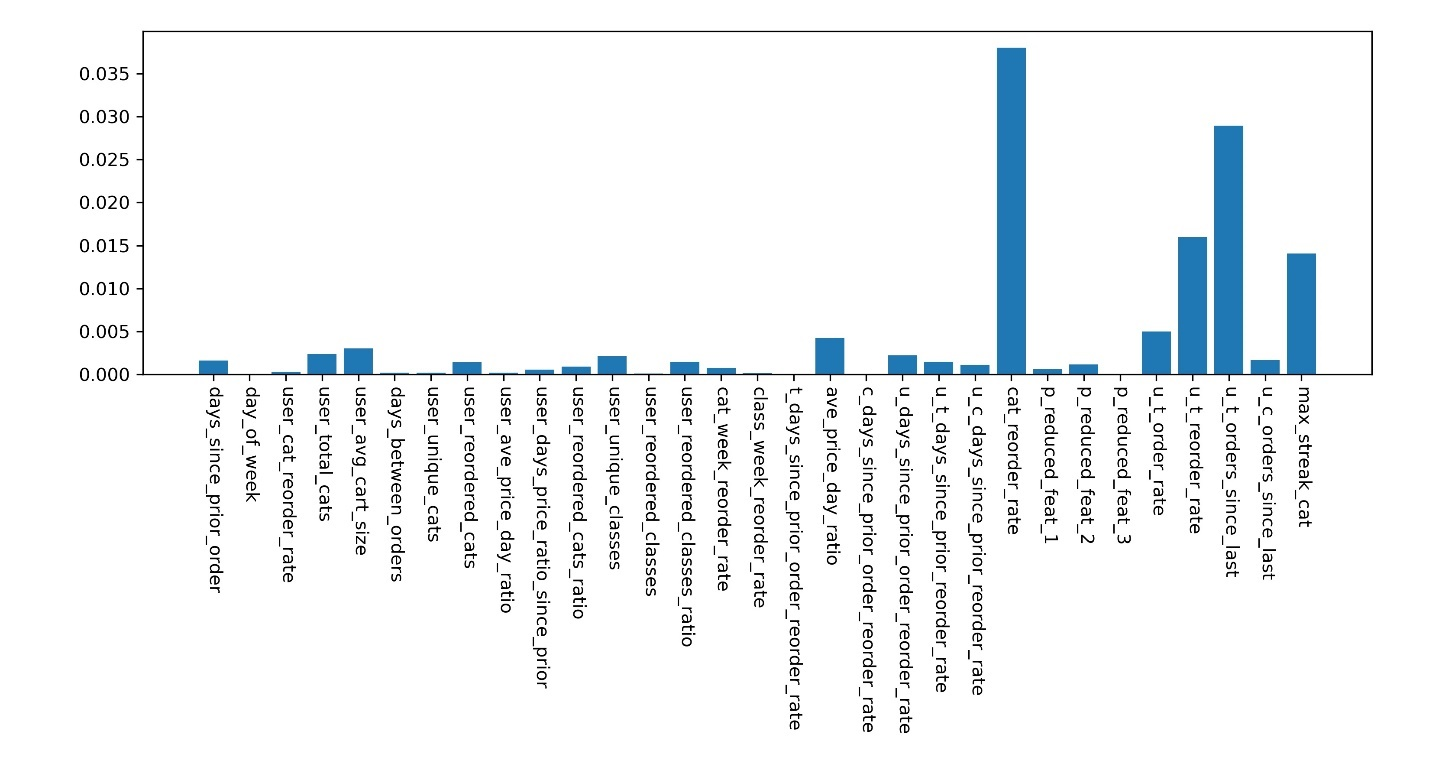 0.035
0.030
0.025
0.020
0.015
0.010
0.005
0.000
days_since_prior_order
day_of_week
user_cat_reorder_rate
user_total_cats
user_avg_cart_size
days_between_orders
user_unique_cats
user_reordered_cats
user_ave_price_day_ratio
user_days_price_ratio_since_prior
user_reordered_cats_ratio
user_unique_classes
user_reordered_classes
user_reordered_classes_ratio
cat_week_reorder_rate
class_week_reorder_rate
t_days_since_prior_order_reorder_rate
ave_price_day_ratio
c_days_since_prior_order_reorder_rate
u_days_since_prior_order_reorder_rate
u_t_days_since_prior_reorder_rate
u_c_days_since_prior_reorder_rate
cat_reorder_rate
p_reduced_feat_1
p_reduced_feat_2
p_reduced_feat_3
u_t_order_rate
u_t_reorder_rate
u_t_orders_since_last
u_c_orders_since_last
max_streak_cat